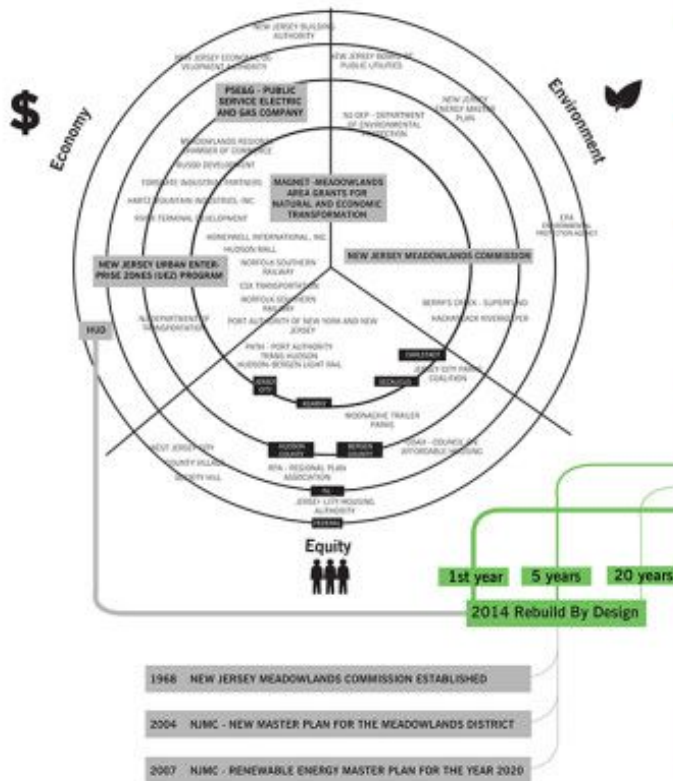 NEW JERSEY BUILDING
AUTHORITY
NEW JERSEY ECONOMIC DE-
VELOPMENT AUTHORITY
NEW JERSEY BOARD OF
PUBLIC UTILITIES
$
Economy
Environment
PSE&G - PUBLIC
SERVICE ELECTRIC
AND GAS COMPANY
NEW JERSEY
ENERGY MASTER
PLAN
NJ DEP - DEPARTMENT
OF ENVIRONMENTAL
PROTECTION
MEADOWLANDS REGIONAL
CHAMBER OF COMMERCE
RUSSO DEVELOPMENT
FORSGATE INDUSTRIAL PARTNERS
HARTZ MOUNTAIN INDUSTRIES, INC
RIVER TERMINAL DEVELOPMENT
MAGNET -MEADOWLANDS
AREA GRANTS FOR
NATURAL AND ECONOMIC
TRANSFORMATION
EPA
ENVIRONMENTAL
PROTECTION AGENCY
HONEYWELL INTERNATIONAL, INC
HUDSON MALL
NORFOLK SOUTHERN
RAILWAY
CSX TRANSPORTATION
NORFOLK SOUTHERN
RAILWAY
PORT AUTHORITY OF NEW YORK AND NEW
JERSEY
NEW JERSEY URBAN ENTER-
PRISE ZONES (UEZ) PROGRAM
NEW JERSEY MEADOWLANDS COMMISSION
NJ DEPARTMENT OF
TRANSPORTATION
HUD
BERRY'S CREEK - SUPERFUND
HACKENSACK RIVERKEEPER
PATH - PORT AUTHORITY
TRANS HUDSON
HUDSON-BERGEN LIGHT RAIL
CARLSTADT
JERSEY CITY PARKS
COALITION
SECAUCUS
JERSEY
CITY
KEARNY
MOONACHIE TRAILER
PARKS
HUDSON
COUNTY
BERGEN
COUNTY
COAH - COUNCIL ON
AFFORDABLE HOUSING
WEST JERSEY CITY
COUNTY VILLAGE
SOCIETY HILL
RPA - REGIONAL PLAN
ASSOCIATION
NJ
JERSEY CITY HOUSING
AUTHORITY
FEDERAL
Equity
1st year
5 years
20 years
2014 Rebuild By Design
1968 NEW JERSEY MEADOWLANDS COMMISSION ESTABLISHED
2004 NJMC - NEW MASTER PLAN FOR THE MEADOWLANDS DISTRICT
2007 NJMC - RENEWABLE ENERGY MASTER PLAN FOR THE YEAR 2020